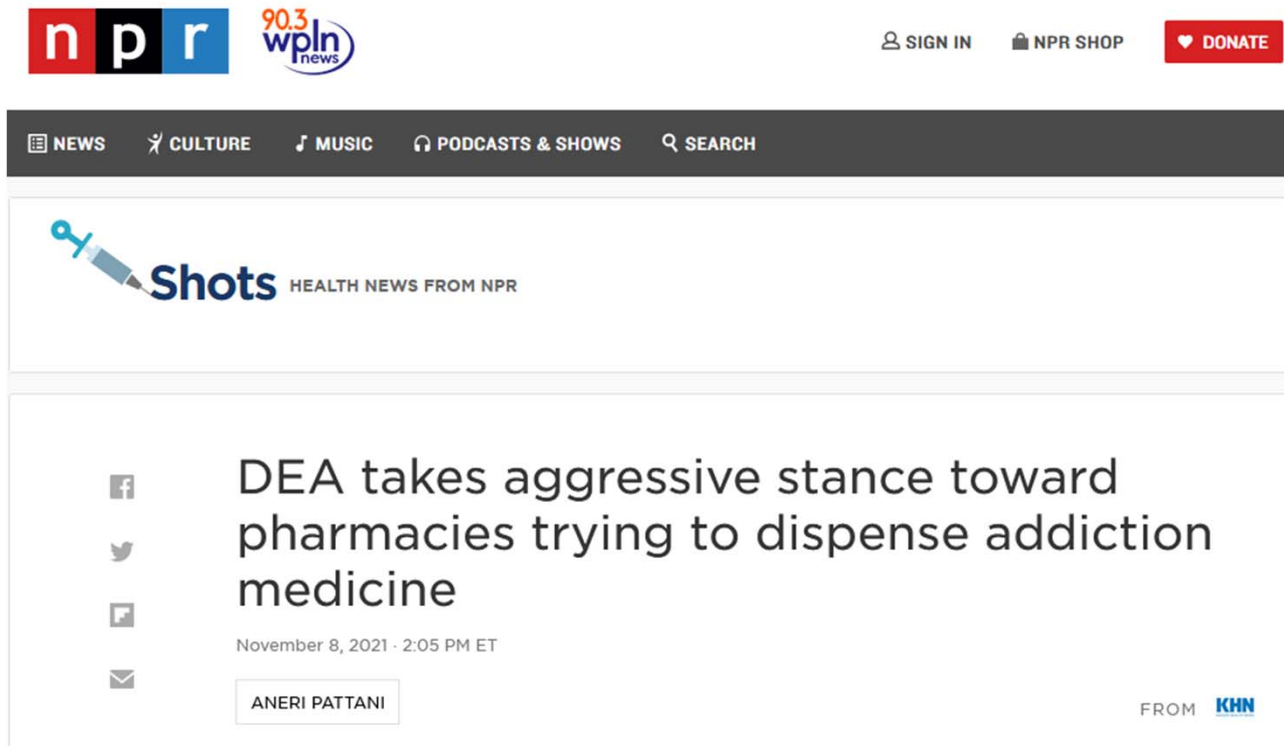 npr
90.3
wpln
news
SIGN IN
NPR SHOP
DONATE
NEWS
CULTURE
MUSIC
PODCASTS & SHOWS
SEARCH
Shots HEALTH NEWS FROM NPR
DEA takes aggressive stance toward
pharmacies trying to dispense addiction
medicine
November 8, 2021 · 2:05 PM ET
ANERI PATTANI
FROM KHN